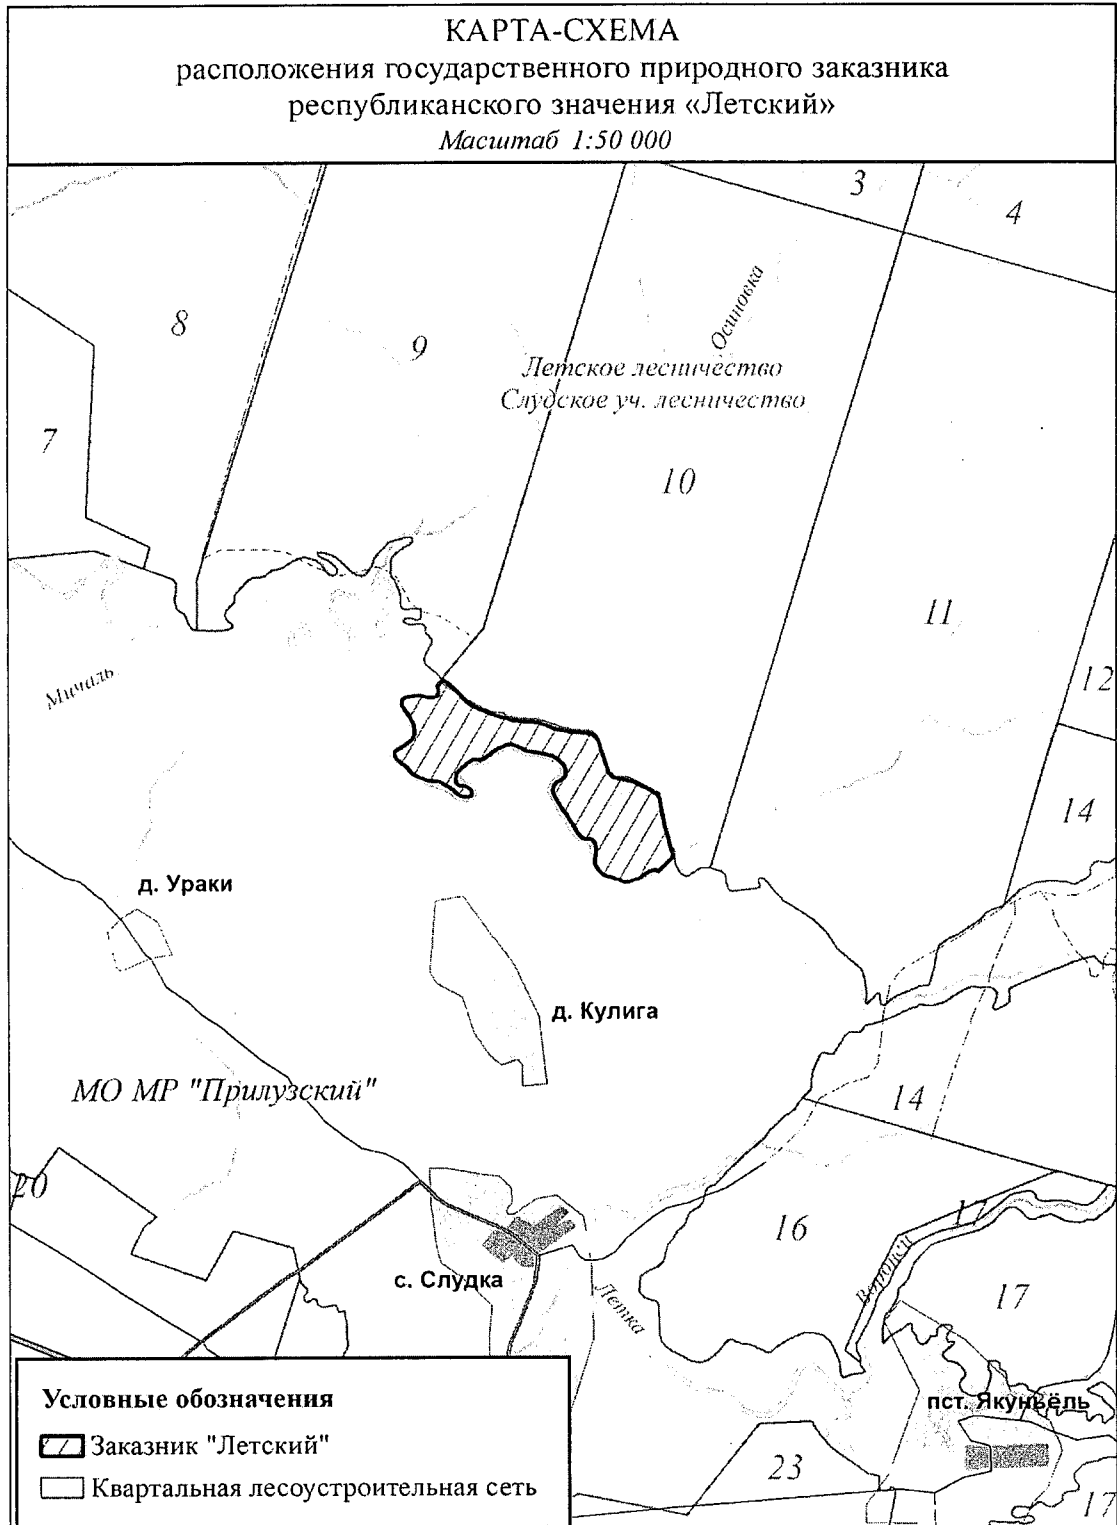 КАРТА-СХЕМА
расположения государственного природного заказника
республиканского значения «Летский»
Масштаб 1:50 000
3
4
8
9
Осиновка
Летское лесничество
Слудское уч. лесничество
7
10
11
12
Мичаль
14
д. Ураки
д. Кулига
МО МР "Прилузский"
14
20
16
17
с. Слудка
Летка
17
пст. Якуньёль
23
17
Условные обозначения
Заказник "Летский"
Квартальная лесоустроительная сеть